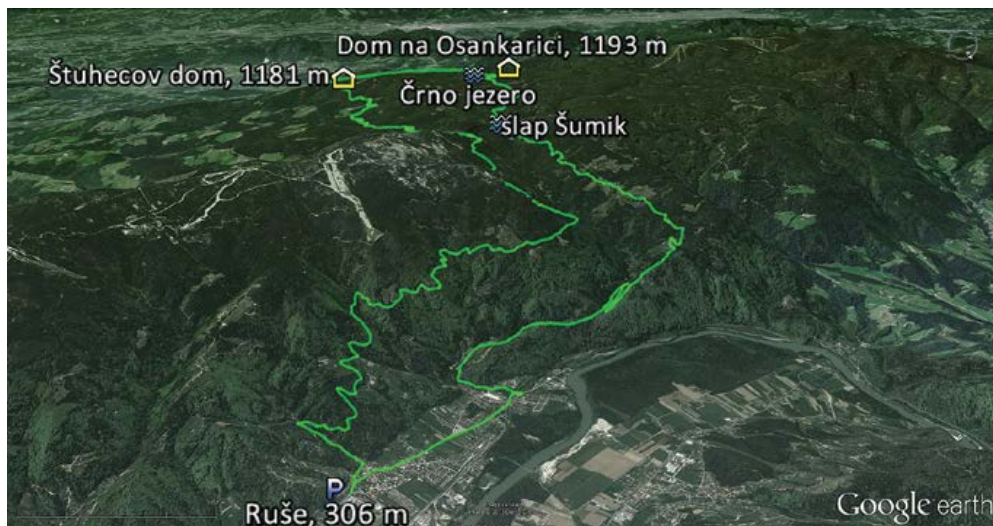 Dom na Osankarici, 1193 m
Štuhecov dom, 1181 m
Črno jezero
slap Šumik
P
Ruše, 306 m
Google earth